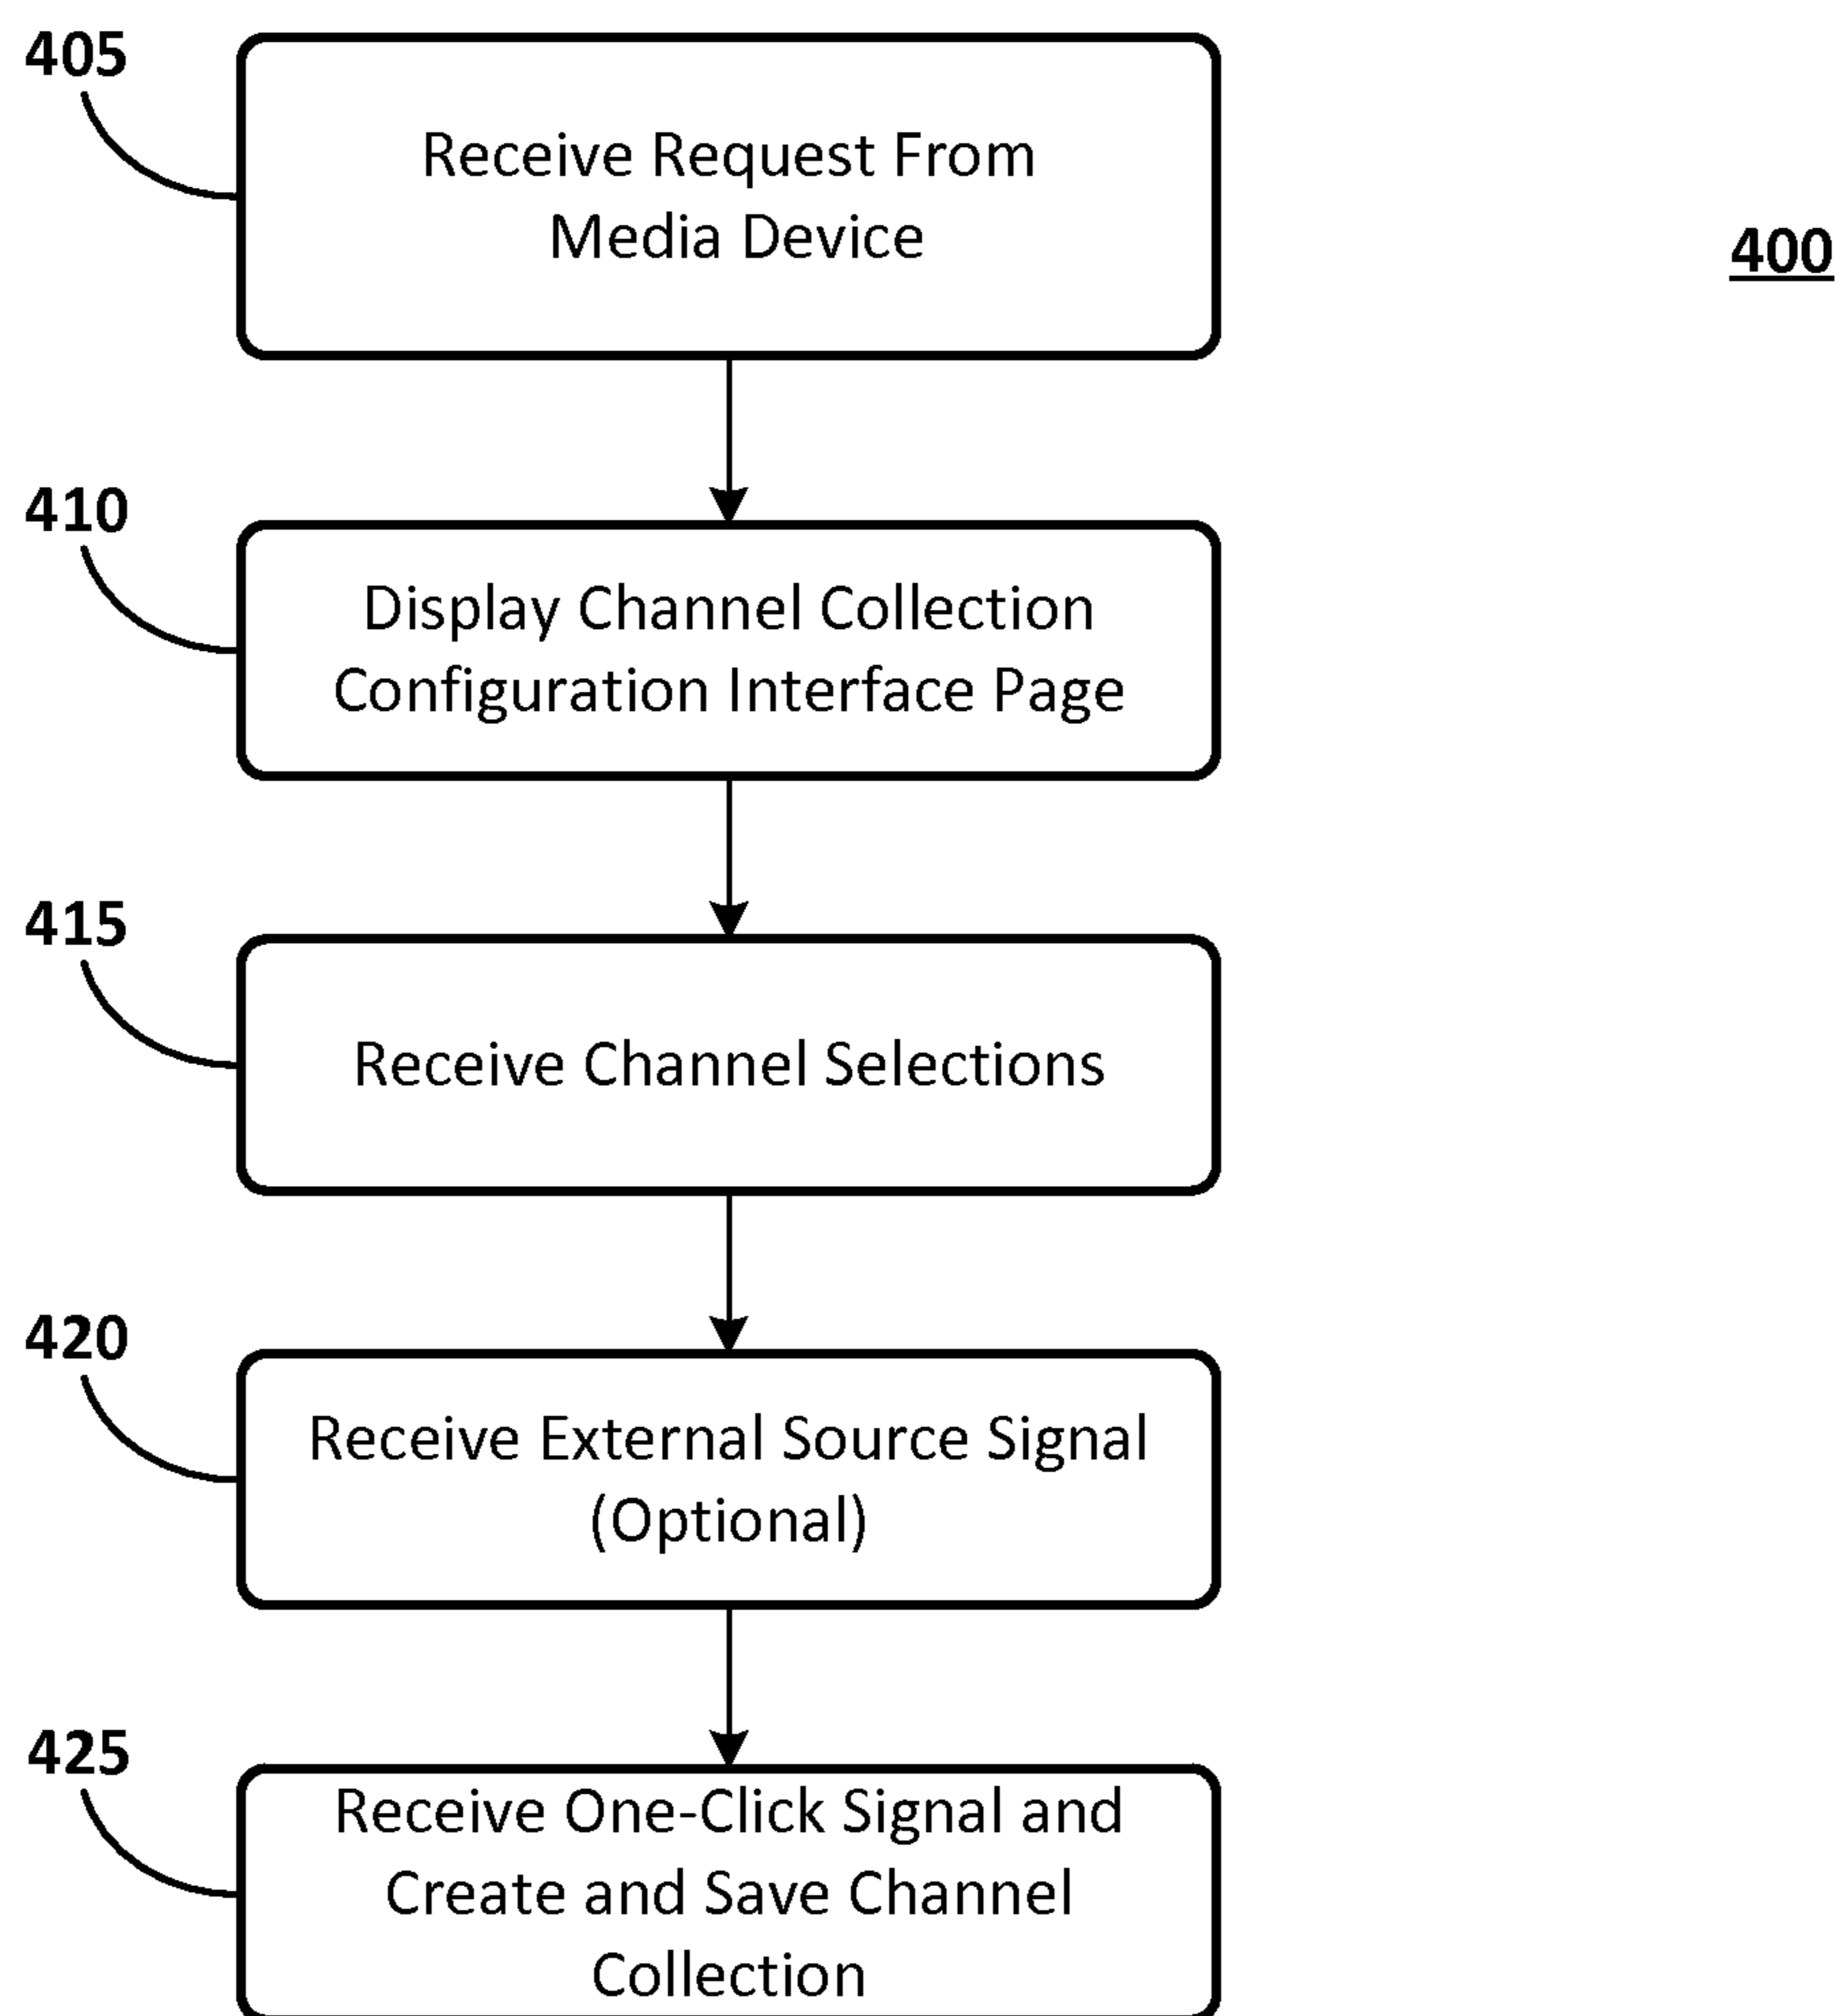 405
Receive Request From
Media Device
400
410
Display Channel Collection
Configuration Interface Page
415
Receive Channel Selections
420
Receive External Source Signal
(Optional)
425
Receive One-Click Signal and
Create and Save Channel
Collection